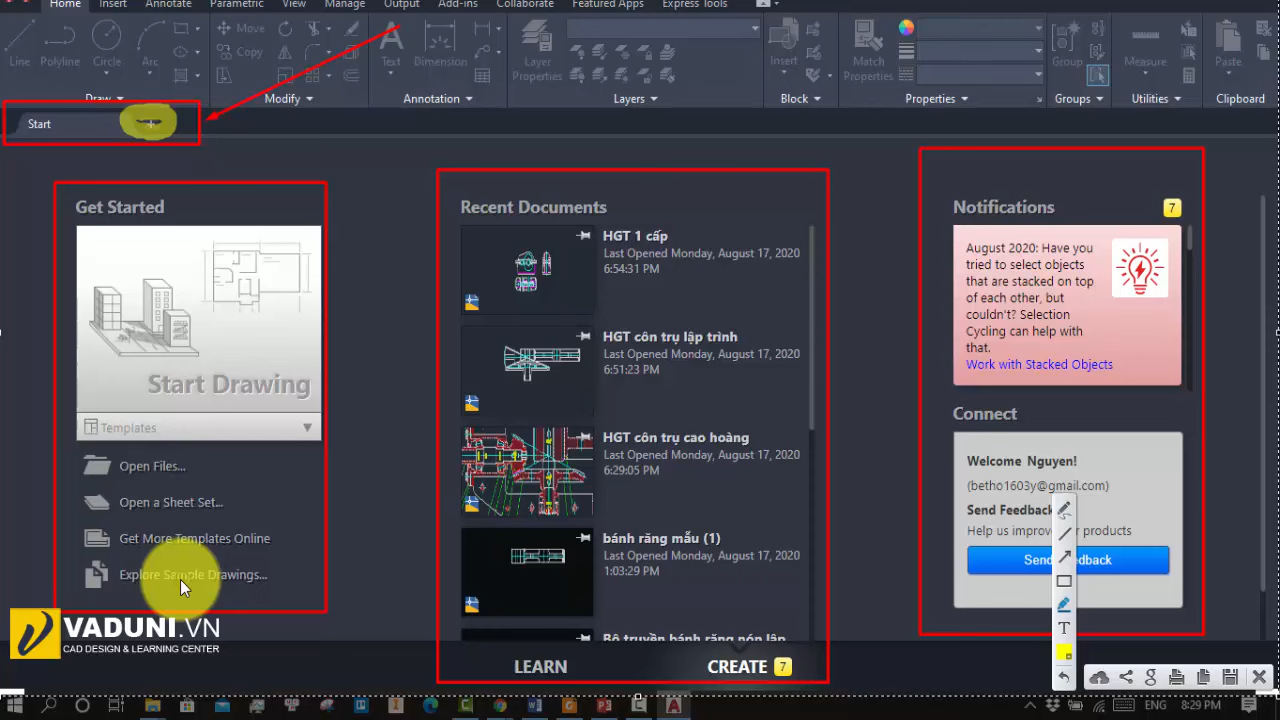 Home Insert Annotate Parametric View Manage Output Add-ins Collaborate Featured Apps Express Tools
Line Polyline Circle Arc
Move
Copy
Text Dimension
Layer
Properties
Insert
Match
Properties
Group
Measure
Paste
Draw Modify Annotation Layers Block Properties Groups Utilities Clipboard
Start
Get Started
Start Drawing
Templates
Open Files...
Open a Sheet Set...
Get More Templates Online
Explore Sample Drawings...
VADUNI.VN
CAD DESIGN & LEARNING CENTER
Recent Documents
HGT 1 cấp
Last Opened Monday, August 17, 2020
6:54:31 PM
HGT côn trụ lập trình
Last Opened Monday, August 17, 2020
6:51:23 PM
HGT côn trụ cao hoàng
Last Opened Monday, August 17, 2020
6:29:05 PM
bánh răng mẫu (1)
Last Opened Monday, August 17, 2020
1:03:29 PM
Bộ truyền bánh răng nón lập
LEARN CREATE 7
Notifications 7
August 2020: Have you
tried to select objects
that are stacked on top
of each other, but
couldn't? Selection
Cycling can help with
that.
Work with Stacked Objects
Connect
Welcome Nguyen!
(betho1603y@gmail.com)
Send Feedback
Help us improve products
Send Feedback
T
ENG 8:29 PM